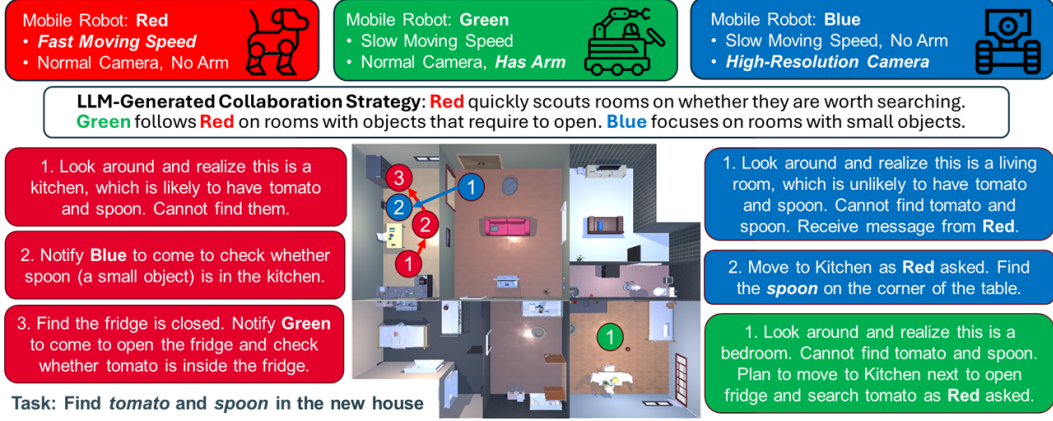 Mobile Robot: Red
• Fast Moving Speed
• Normal Camera, No Arm
Mobile Robot: Green
• Slow Moving Speed
• Normal Camera, Has Arm
Mobile Robot: Blue
• Slow Moving Speed, No Arm
• High-Resolution Camera
LLM-Generated Collaboration Strategy: Red quickly scouts rooms on whether they are worth searching.
Green follows Red on rooms with objects that require to open. Blue focuses on rooms with small objects.
1. Look around and realize this is a
kitchen, which is likely to have tomato
and spoon. Cannot find them.
2. Notify Blue to come to check whether
spoon (a small object) is in the kitchen.
3. Find the fridge is closed. Notify Green
to come to open the fridge and check
whether tomato is inside the fridge.
Task: Find tomato and spoon in the new house
3
2
1
2
1
1
1. Look around and realize this is a living
room, which is unlikely to have tomato
and spoon. Cannot find tomato and
spoon. Receive message from Red.
2. Move to Kitchen as Red asked. Find
the spoon on the corner of the table.
1. Look around and realize this is a
bedroom. Cannot find tomato and spoon.
Plan to move to Kitchen next to open
fridge and search tomato as Red asked.